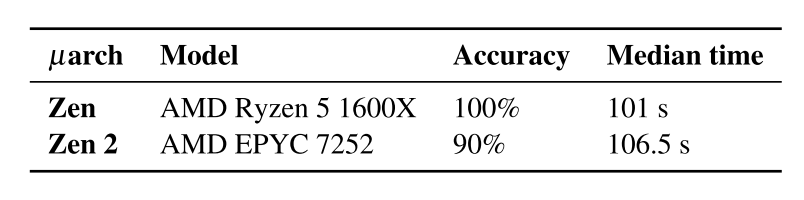 μarch Model Accuracy Median time
Zen AMD Ryzen 5 1600X 100% 101 s
Zen 2 AMD EPYC 7252 90% 106.5 s